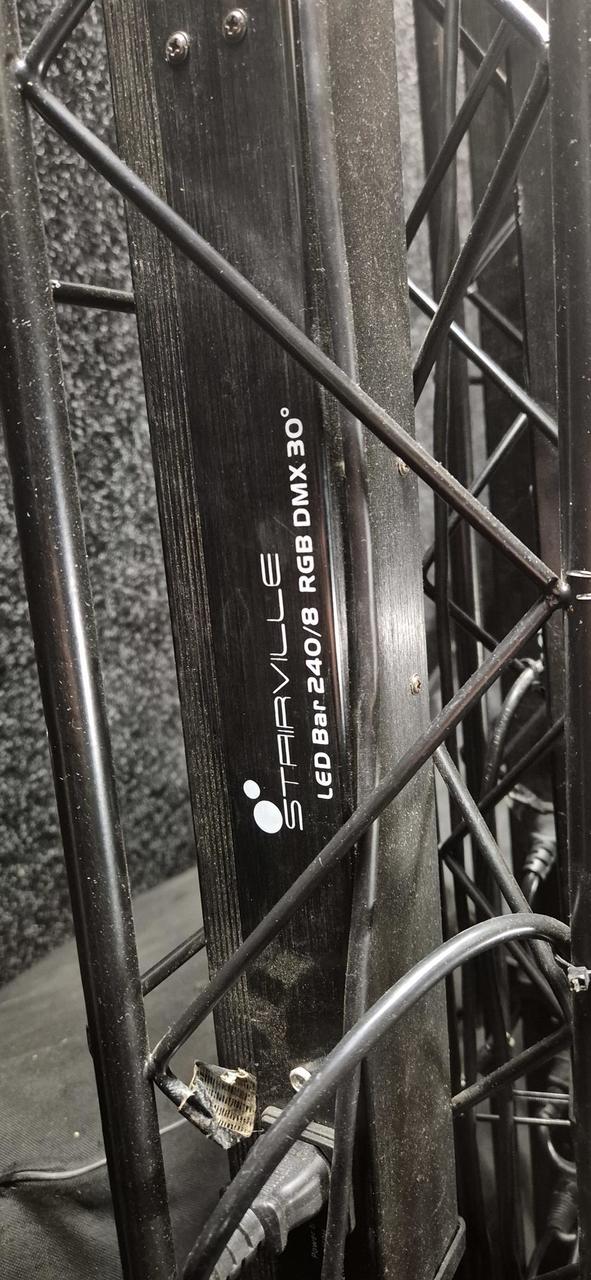 STAIRVILLE
LED Bar 240/8 RGB DMX 30°